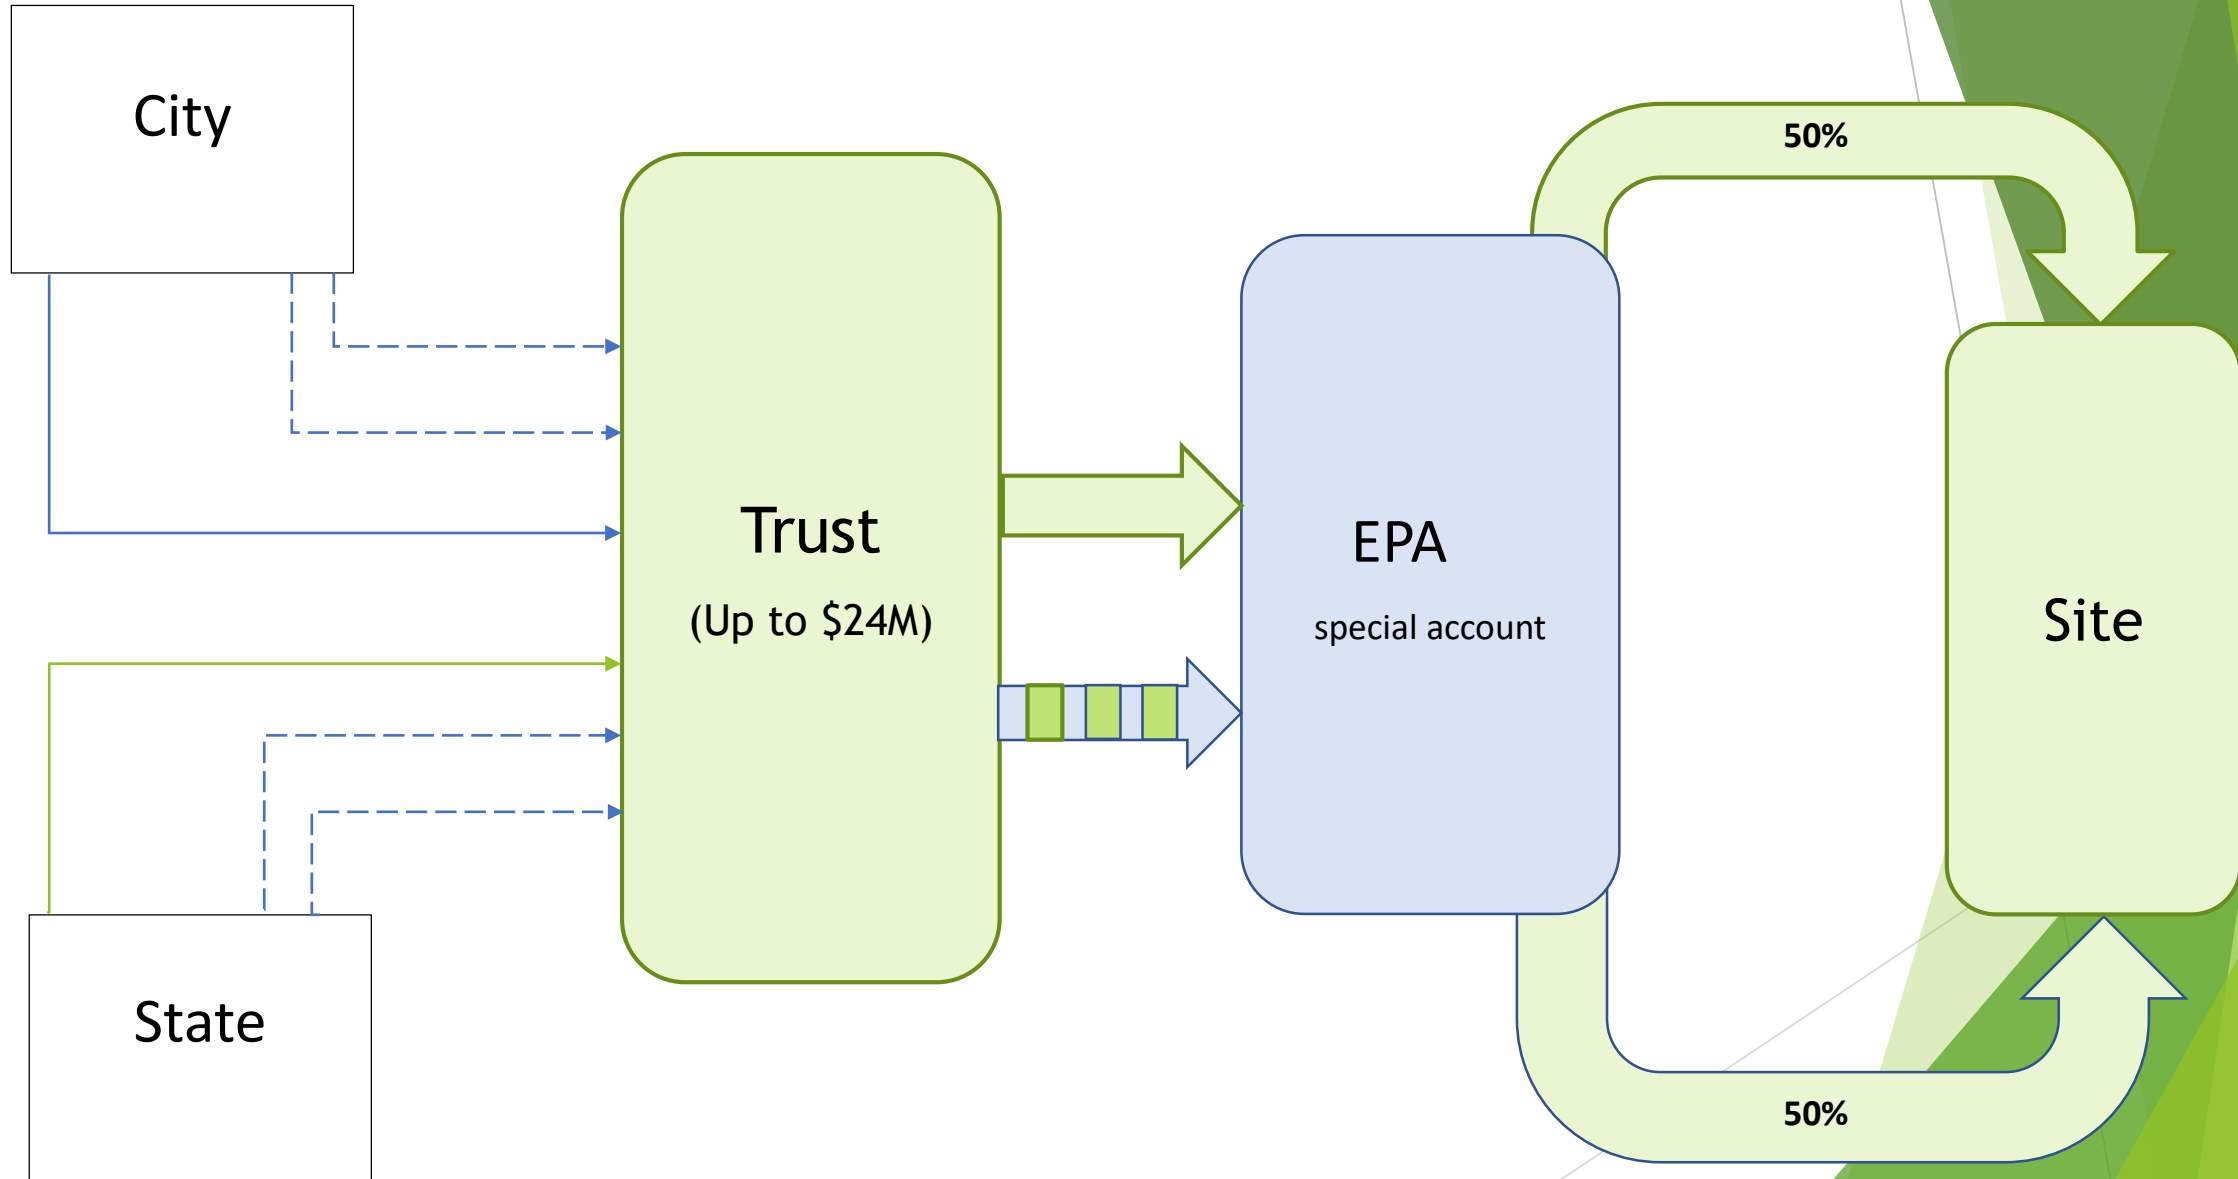 City
50%
Trust
(Up to $24M)
EPA
special account
Site
State
50%